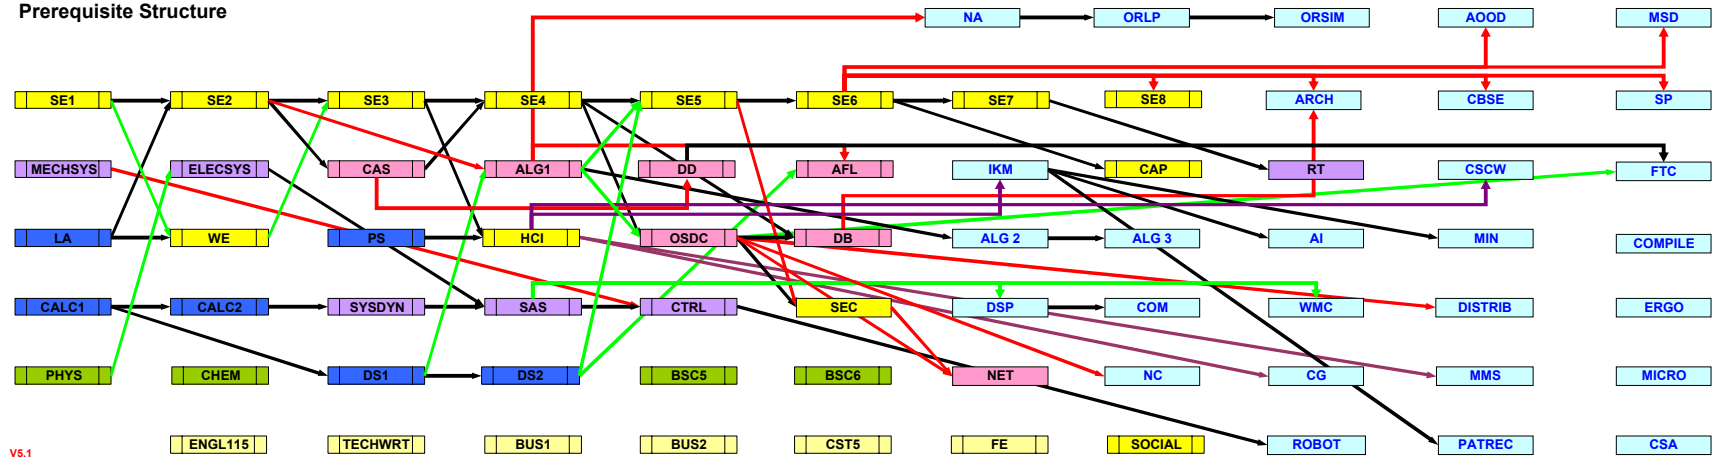 Prerequisite Structure
NA ORLP ORSIM AOOD MSD
SE1 SE2 SE3 SE4 SE5 SE6 SE7 SE8 ARCH CBSE SP
MECHSYS ELECSYS CAS ALG1 DD AFL IKM CAP RT CSCW FTC
LA WE PS HCI OSDC DB ALG 2 ALG 3 AI MIN COMPILE
CALC1 CALC2 SYSDYN SAS CTRL SEC DSP COM WMC DISTRIB ERGO
PHYS CHEM DS1 DS2 BSC5 BSC6 NET NC CG MMS MICRO
ENGL115 TECHWRT BUS1 BUS2 CST5 FE SOCIAL ROBOT PATREC CSA
V5.1